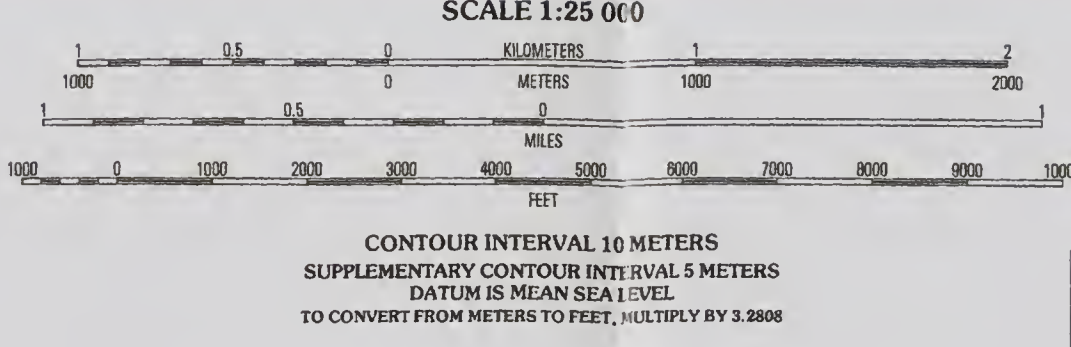 SCALE 1:25 000
1 0.5 0 KILOMETERS 1 2
1000 0 METERS 1000 2000
1 0.5 0 1
MILES
1000 0 1000 2000 3000 4000 5000 6000 7000 8000 9000 1000
FEET
CONTOUR INTERVAL 10 METERS
SUPPLEMENTARY CONTOUR INTERVAL 5 METERS
DATUM IS MEAN SEA LEVEL
TO CONVERT FROM METERS TO FEET, MULTIPLY BY 3.2808